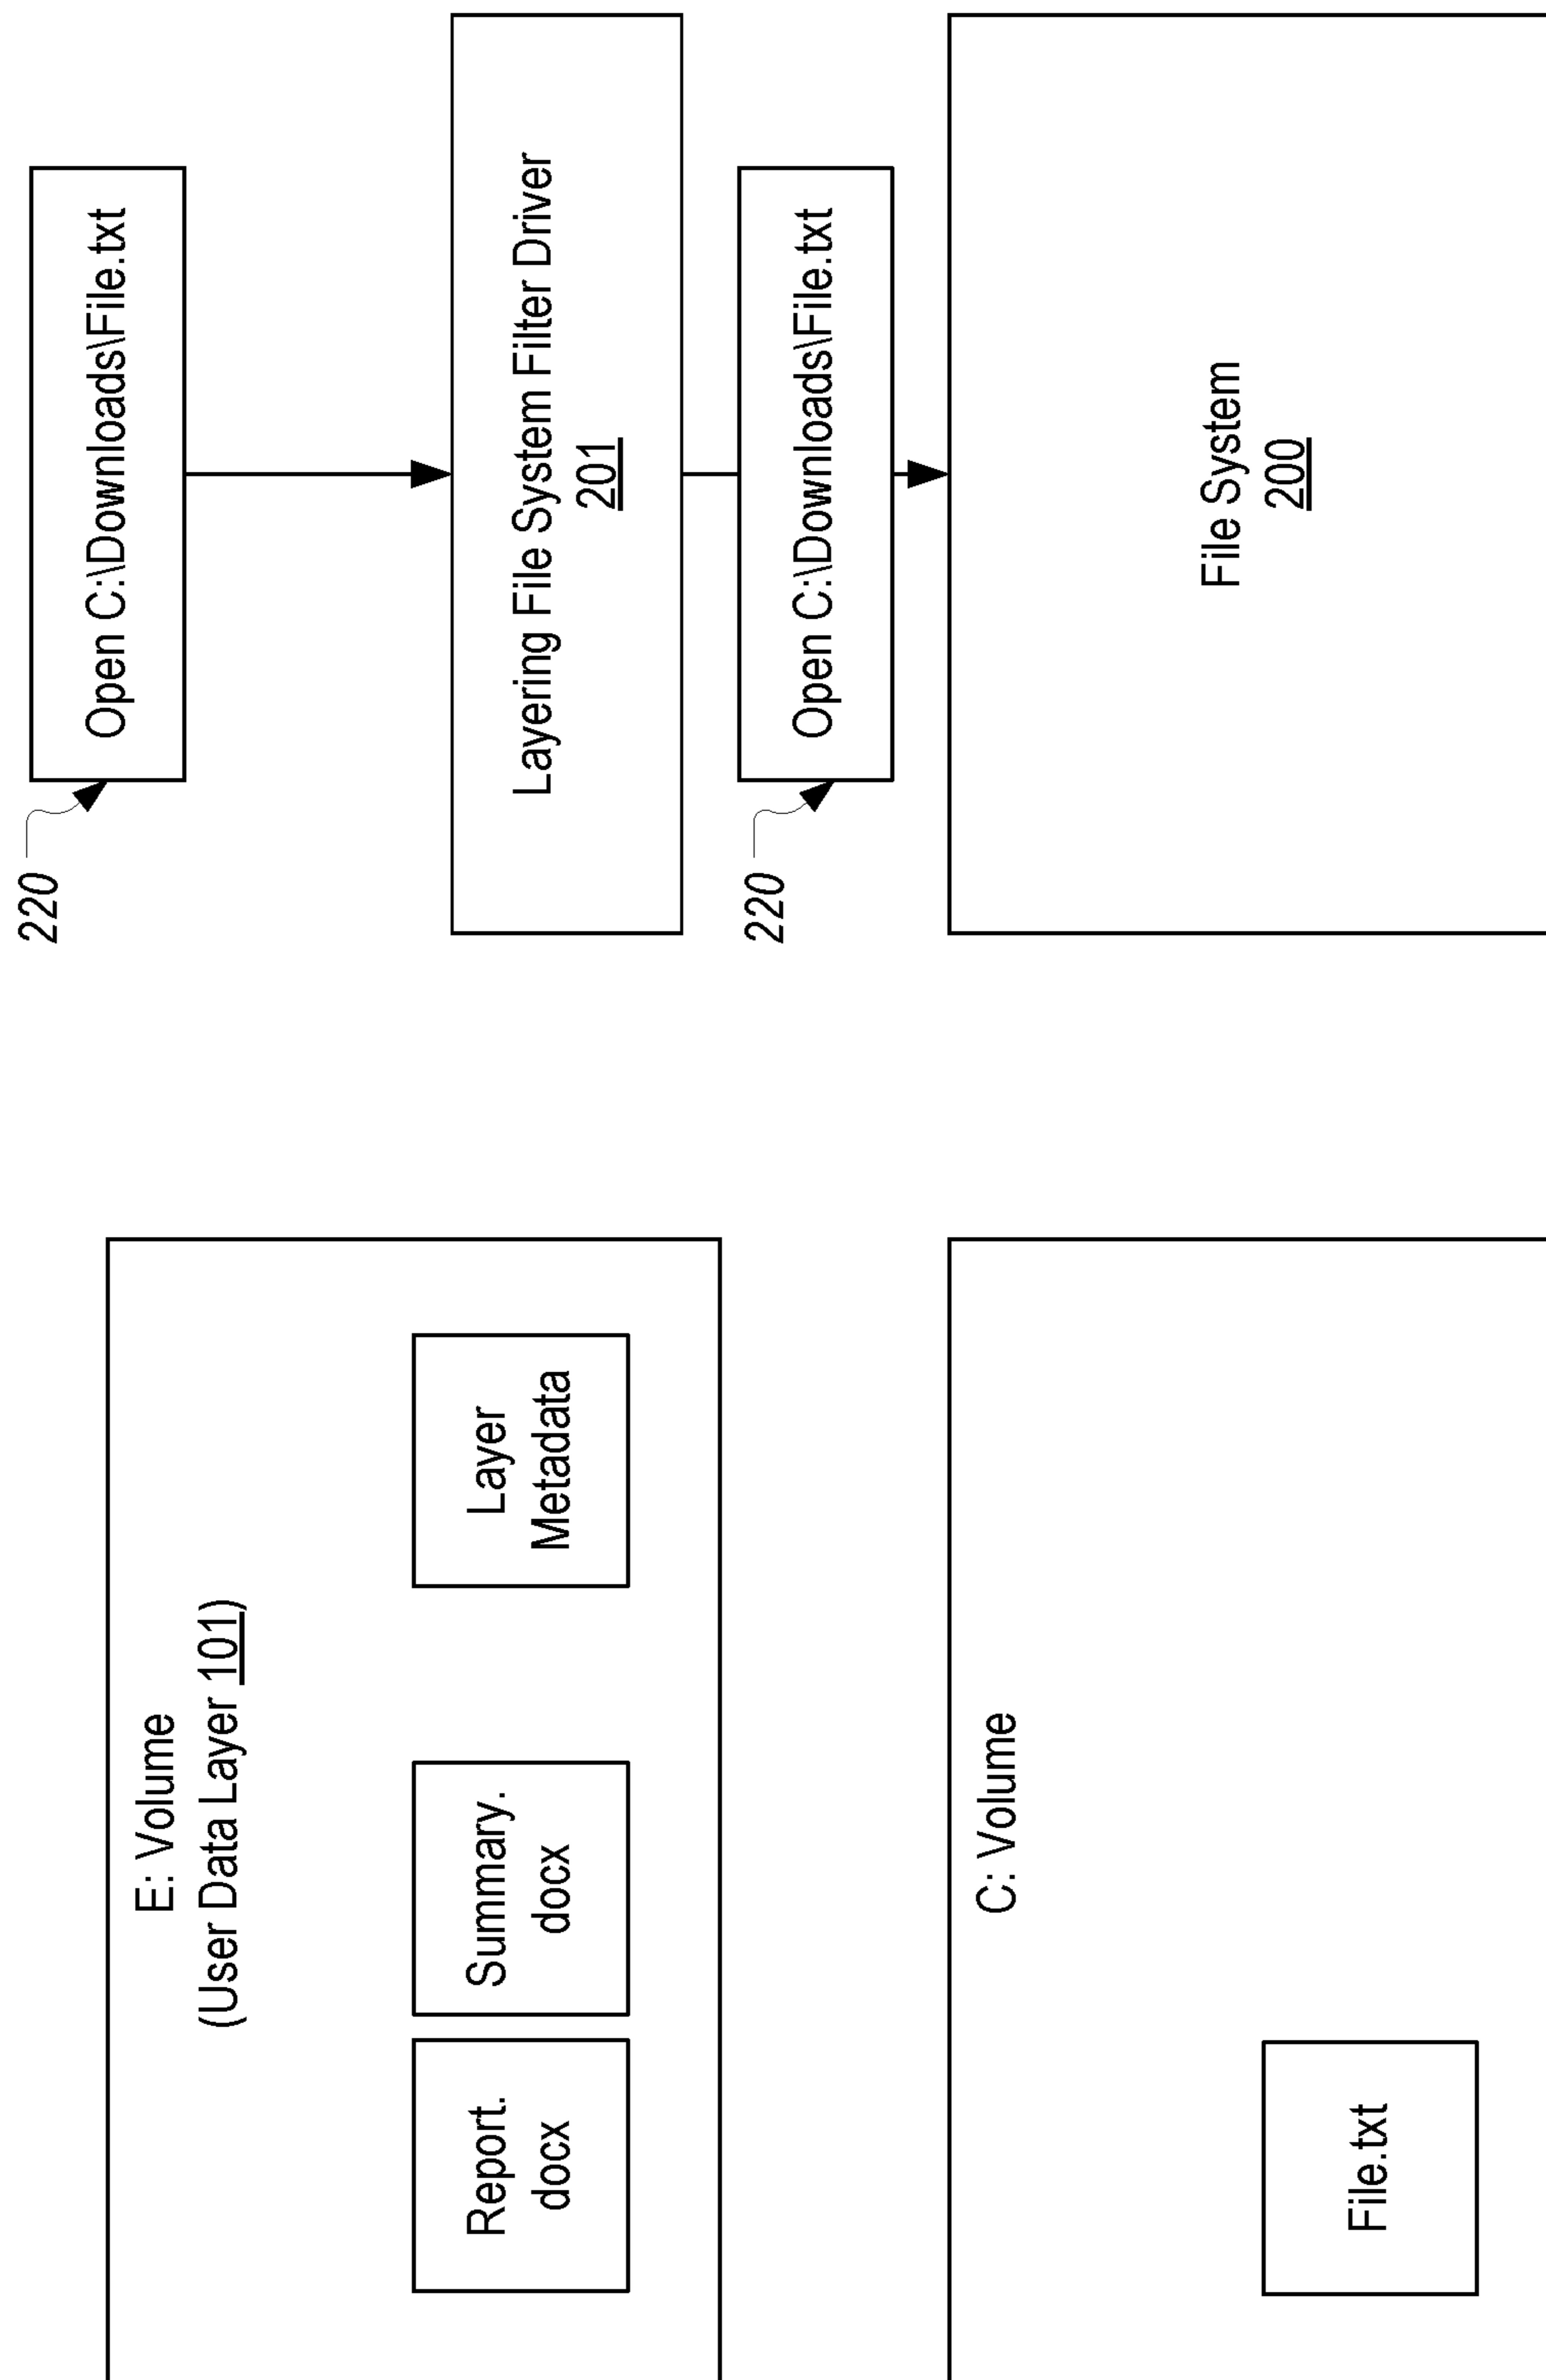 E: Volume
(User Data Layer 101)
Report.
docx
Summary.
docx
Layer
Metadata
C: Volume
File.txt
220
Open C:\Downloads\File.txt
Layering File System Filter Driver
201
220
Open C:\Downloads\File.txt
File System
200